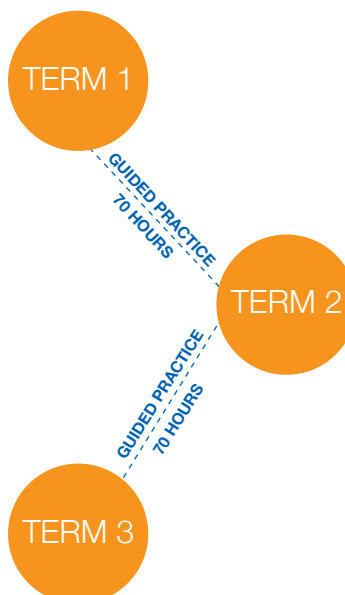 TERM 1
GUIDED PRACTICE
70 HOURS
TERM 2
GUIDED PRACTICE
70 HOURS
TERM 3